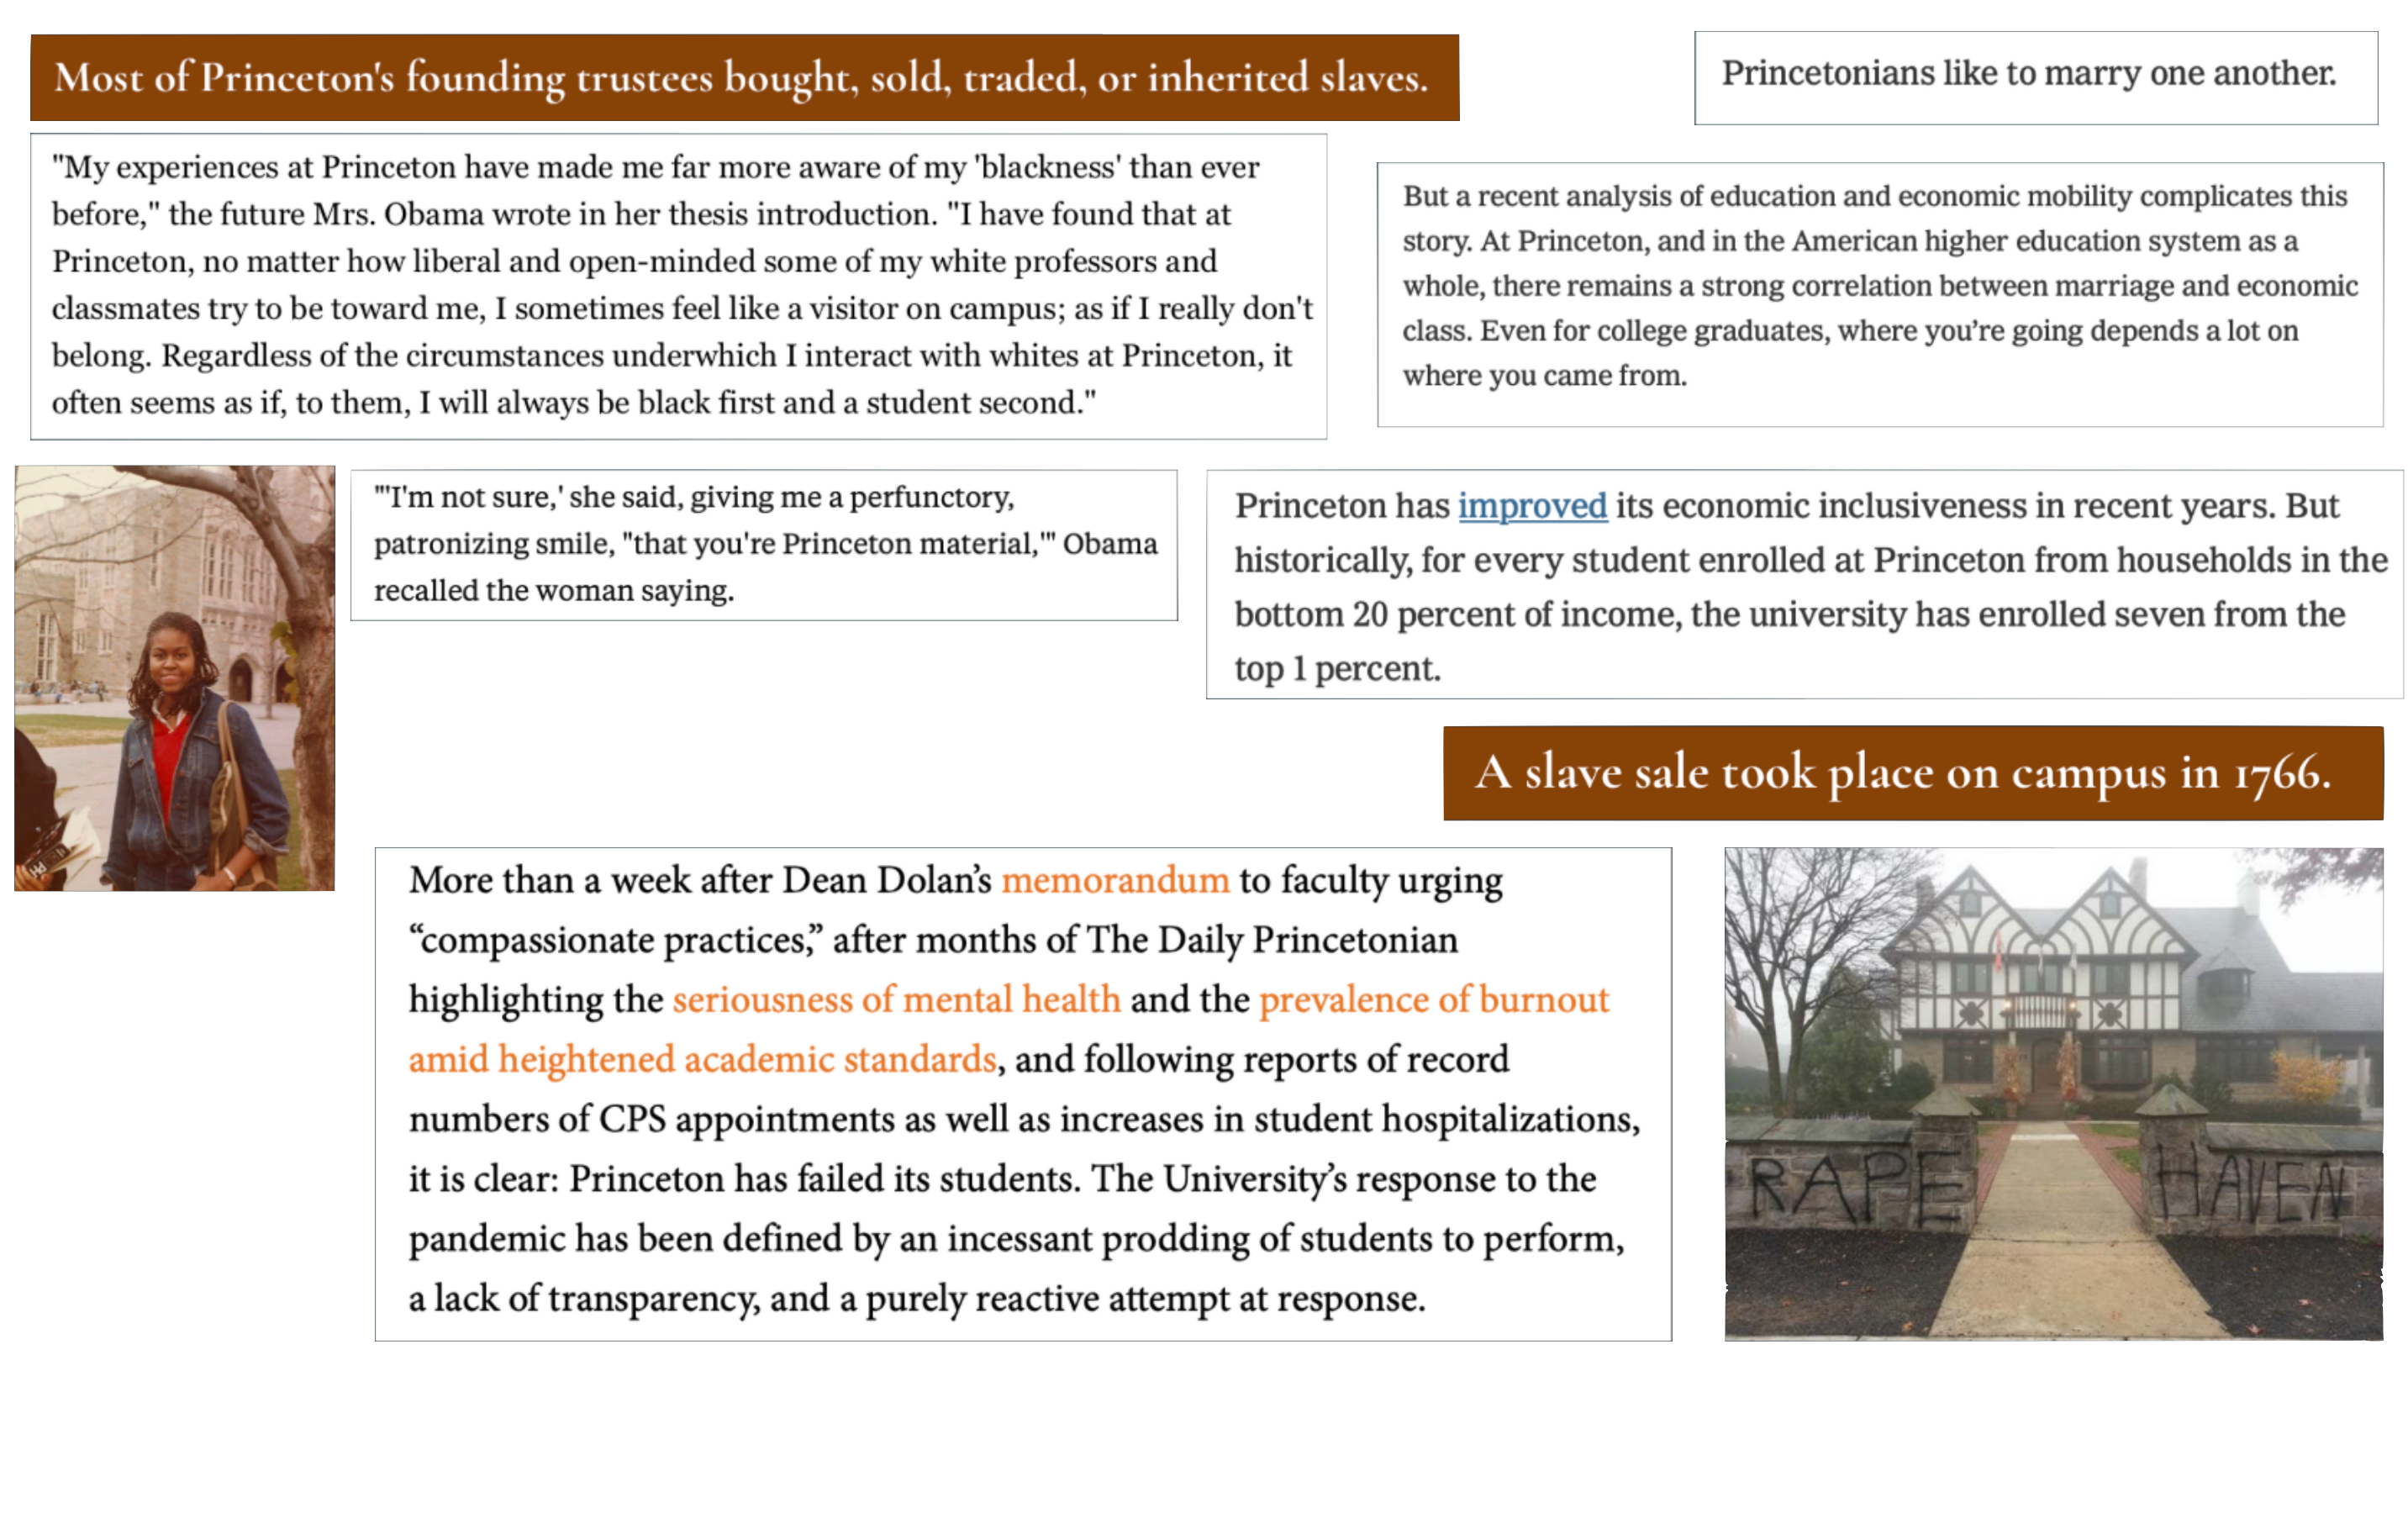 Most of Princeton's founding trustees bought, sold, traded, or inherited slaves.
Princetonians like to marry one another.
"My experiences at Princeton have made me far more aware of my 'blackness' than ever
before," the future Mrs. Obama wrote in her thesis introduction. "I have found that at
Princeton, no matter how liberal and open-minded some of my white professors and
classmates try to be toward me, I sometimes feel like a visitor on campus; as if I really don't
belong. Regardless of the circumstances underwhich I interact with whites at Princeton, it
often seems as if, to them, I will always be black first and a student second."
But a recent analysis of education and economic mobility complicates this
story. At Princeton, and in the American higher education system as a
whole, there remains a strong correlation between marriage and economic
class. Even for college graduates, where you’re going depends a lot on
where you came from.
"'I'm not sure,' she said, giving me a perfunctory,
patronizing smile, "that you're Princeton material,'" Obama
recalled the woman saying.
Princeton has improved its economic inclusiveness in recent years. But
historically, for every student enrolled at Princeton from households in the
bottom 20 percent of income, the university has enrolled seven from the
top 1 percent.
A slave sale took place on campus in 1766.
More than a week after Dean Dolan’s memorandum to faculty urging
“compassionate practices,” after months of The Daily Princetonian
highlighting the seriousness of mental health and the prevalence of burnout
amid heightened academic standards, and following reports of record
numbers of CPS appointments as well as increases in student hospitalizations,
it is clear: Princeton has failed its students. The University’s response to the
pandemic has been defined by an incessant prodding of students to perform,
a lack of transparency, and a purely reactive attempt at response.
RAPE HAVEN